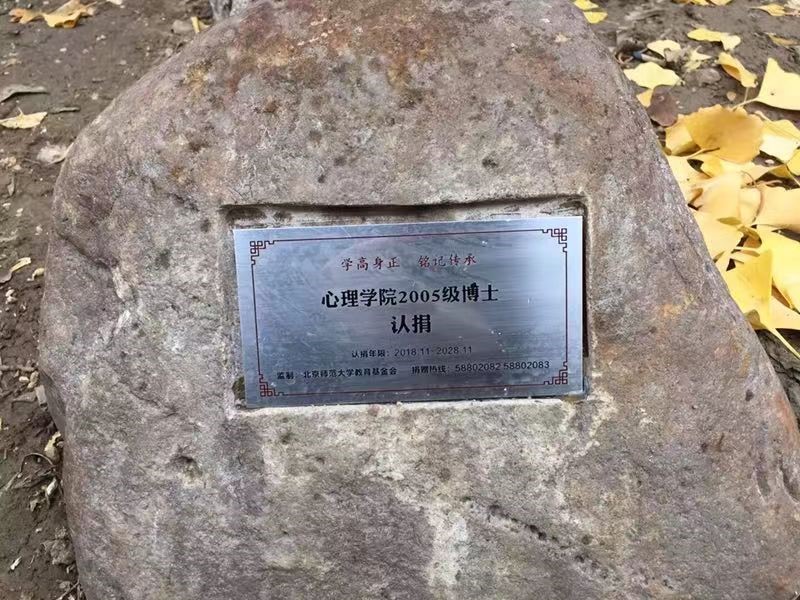 学高身正 铭记传承
心理学院2005级博士
认捐
认捐年限：2018.11-2028.11
监制：北京师范大学教育基金会 捐赠热线：58802082 58802083